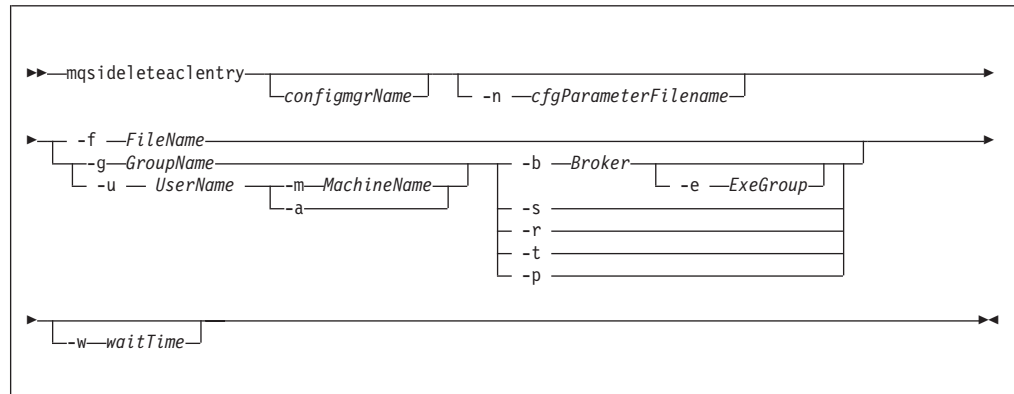 mqsideleteaclentry
configmgrName -n cfgParameterFilename
-f FileName
-g GroupName -b Broker
-u UserName -m MachineName -e ExeGroup
-a -s
-r
-t
-p
-w waitTime